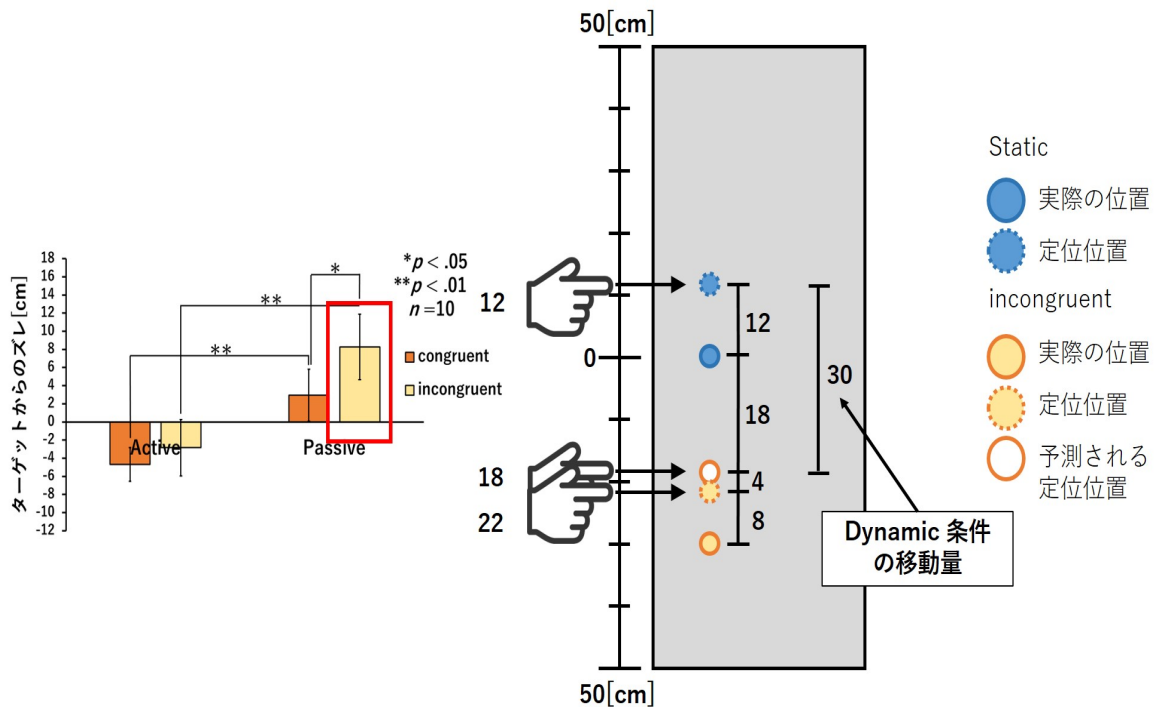 50[cm]
Static
実際の位置
定位位置
incongruent
実際の位置
定位位置
予測される
定位位置
ターゲットからのズレ[cm]
18
16
14
12
10
8
6
4
2
0
-2
-4
-6
-8
-10
-12
Active
Passive
**
**
*
*p < .05
**p < .01
n =10
congruent
incongruent
12
0
18
22
12
18
4
8
30
Dynamic 条件
の移動量
50[cm]